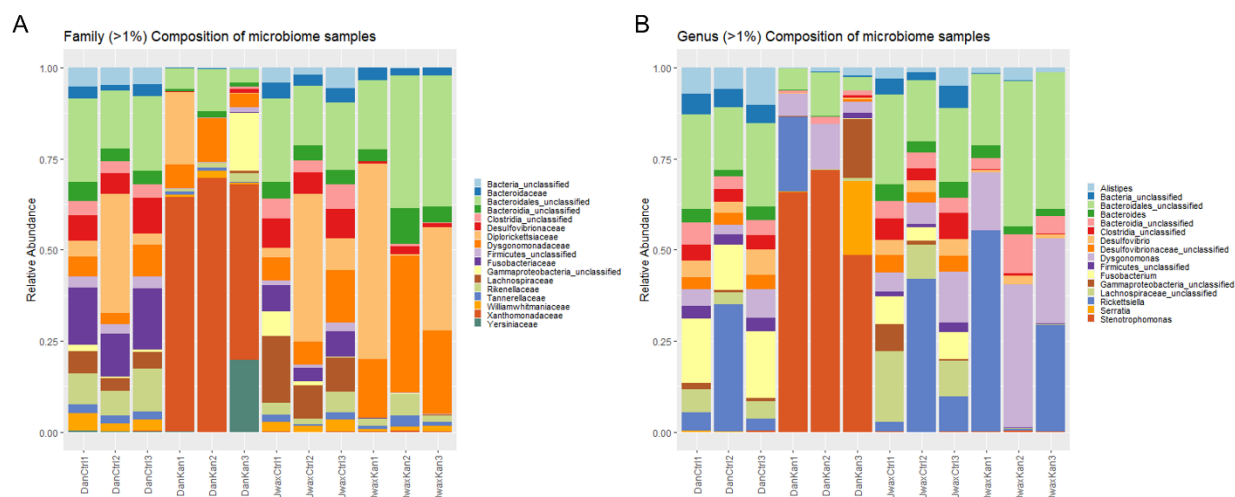 A
Family (>1%) Composition of microbiome samples
Relative Abundance
1.00
0.75
0.50
0.25
0.00
DanCtrl1
DanCtrl2
DanCtrl3
DanKan1
DanKan2
DanKan3
JwaxCtrl1
JwaxCtrl2
JwaxCtrl3
JwaxKan1
JwaxKan2
JwaxKan3
Bacteria_unclassified
Bacteroidaceae
Bacteroidales_unclassified
Bacteroidia_unclassified
Clostridia_unclassified
Desulfovibrionaceae
Diplorickettsiaceae
Dysgonomonadaceae
Firmicutes_unclassified
Fusobacteriaceae
Gammaproteobacteria_unclassified
Lachnospiraceae
Rikenellaceae
Tannerellaceae
Williamwhitmaniaceae
Xanthomonadaceae
Yersiniaceae
B
Genus (>1%) Composition of microbiome samples
Relative Abundance
1.00
0.75
0.50
0.25
0.00
DanCtrl1
DanCtrl2
DanCtrl3
DanKan1
DanKan2
DanKan3
JwaxCtrl1
JwaxCtrl2
JwaxCtrl3
JwaxKan1
JwaxKan2
JwaxKan3
Alistipes
Bacteria_unclassified
Bacteroidales_unclassified
Bacteroides
Bacteroidia_unclassified
Clostridia_unclassified
Desulfovibrio
Desulfovibrionaceae_unclassified
Dysgonomonas
Firmicutes_unclassified
Fusobacterium
Gammaproteobacteria_unclassified
Lachnospiraceae_unclassified
Rickettsiella
Serratia
Stenotrophomonas